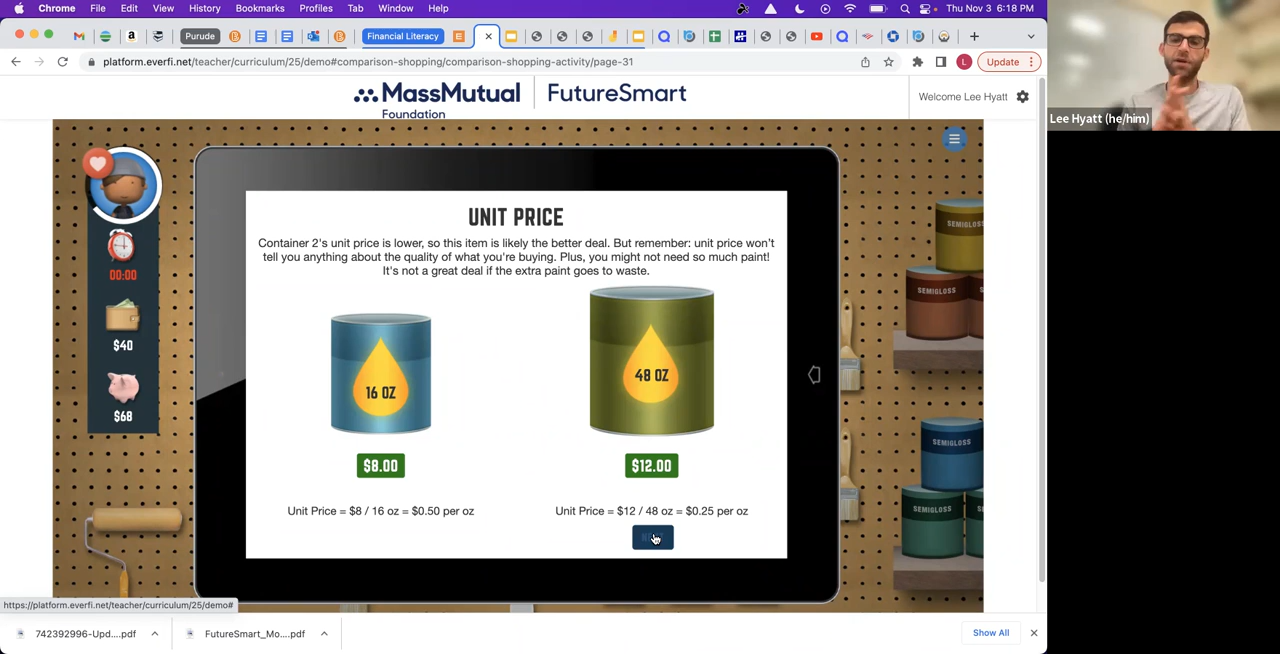 Chrome File Edit View History Bookmarks Profiles Tab Window Help Thu Nov 3 6:18 PM
Purude Financial Literacy
platform.everfi.net/teacher/curriculum/25/demo#comparison-shopping/comparison-shopping-activity/page-31 L Update
MassMutual FutureSmart
Foundation
Welcome Lee Hyatt
Lee Hyatt (he/him)
UNIT PRICE
Container 2's unit price is lower, so this item is likely the better deal. But remember: unit price won't
tell you anything about the quality of what you're buying. Plus, you might not need so much paint!
It's not a great deal if the extra paint goes to waste.
00:00
$40
$68
16 OZ
48 OZ
$8.00
$12.00
Unit Price = $8 / 16 oz = $0.50 per oz
Unit Price = $12 / 48 oz = $0.25 per oz
SEMIGLOSS
SEMIGLOSS
SEMIGLOSS
SEMIGLOSS
https://platform.everfi.net/teacher/curriculum/25/demo#
742392996-Upd....pdf
FutureSmart_Mo....pdf
Show All